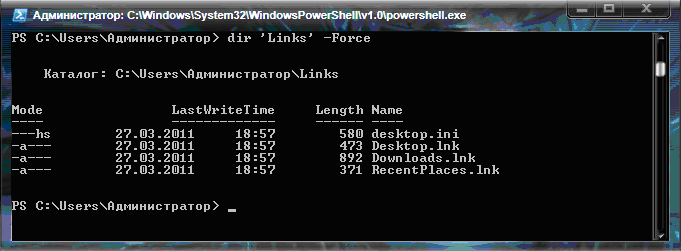 Администратор: C:\Windows\System32\WindowsPowerShell\v1.0\powershell.exe
PS C:\Users\Администратор> dir 'Links' -Force
Каталог: C:\Users\Администратор\Links
Mode LastWriteTime Length Name
---- ------------- ------ ----
---hs 27.03.2011 18:57 580 desktop.ini
-a--- 27.03.2011 18:57 473 Desktop.lnk
-a--- 27.03.2011 18:57 892 Downloads.lnk
-a--- 27.03.2011 18:57 371 RecentPlaces.lnk
PS C:\Users\Администратор> _